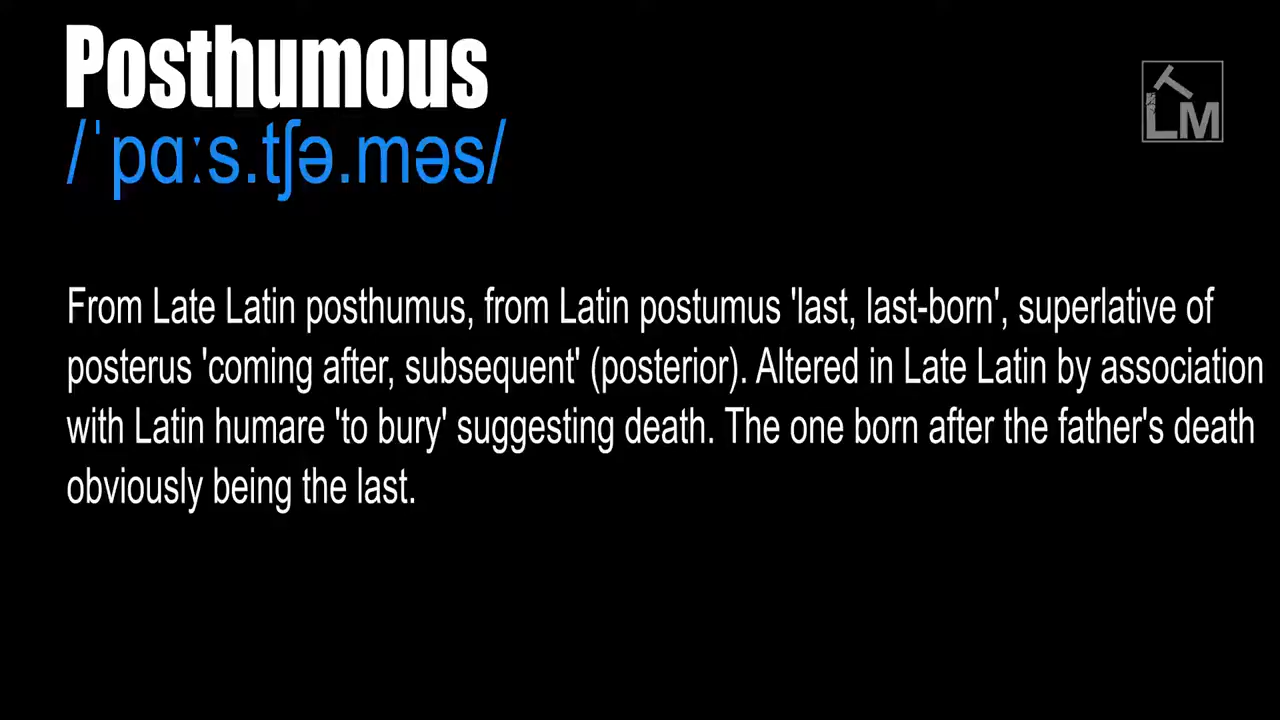 Posthumous
/ˈpɑːs.tʃə.məs/
From Late Latin posthumus, from Latin postumus 'last, last-born', superlative of
posterus 'coming after, subsequent' (posterior). Altered in Late Latin by association
with Latin humare 'to bury' suggesting death. The one born after the father's death
obviously being the last.
TLM